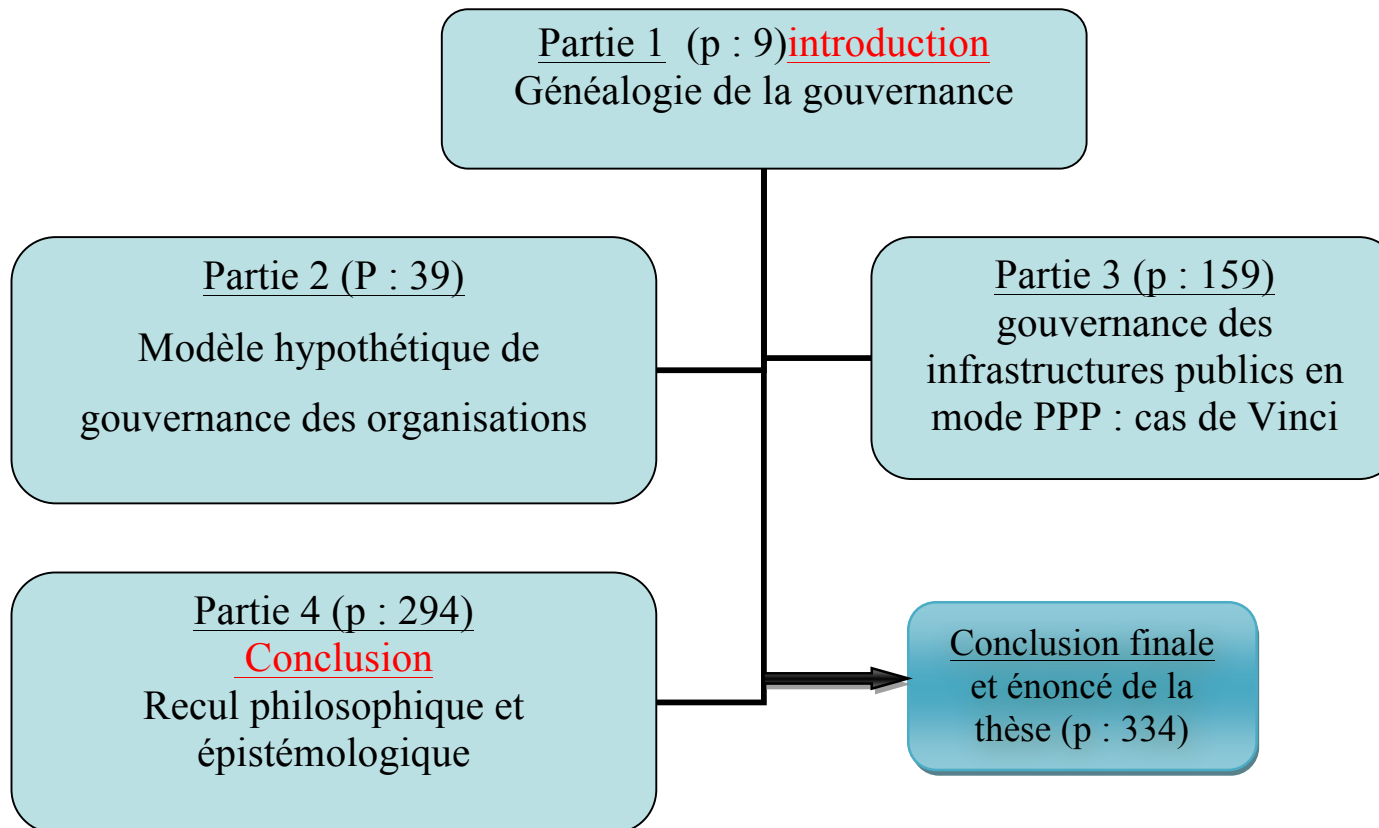 Partie 1 (p : 9)introduction
Généalogie de la gouvernance
Partie 2 (P : 39)
Modèle hypothétique de
gouvernance des organisations
Partie 3 (p : 159)
gouvernance des
infrastructures publics en
mode PPP : cas de Vinci
Partie 4 (p : 294)
Conclusion
Recul philosophique et
épistémologique
Conclusion finale
et énoncé de la
thèse (p : 334)